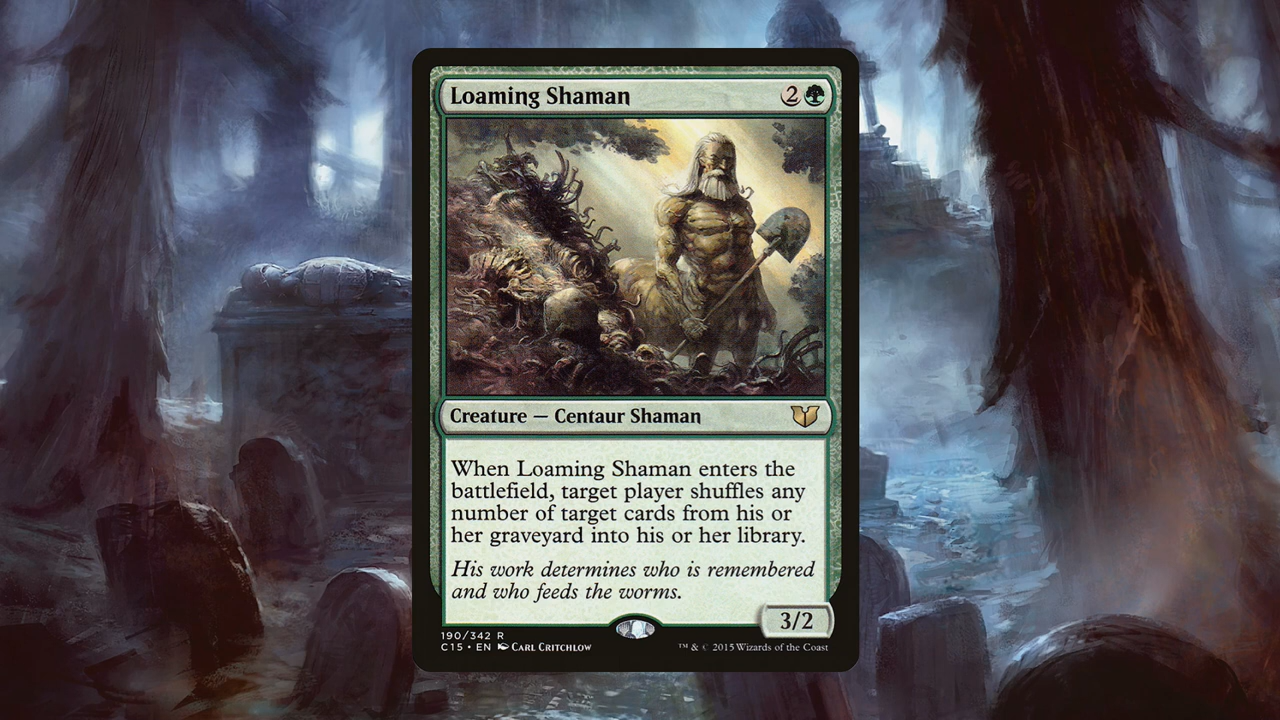 Loaming Shaman 2
Creature — Centaur Shaman
When Loaming Shaman enters the
battlefield, target player shuffles any
number of target cards from his or
her graveyard into his or her library.
His work determines who is remembered
and who feeds the worms.
3/2
190/342 R
C15 • EN Carl Critchlow
™ & © 2015 Wizards of the Coast